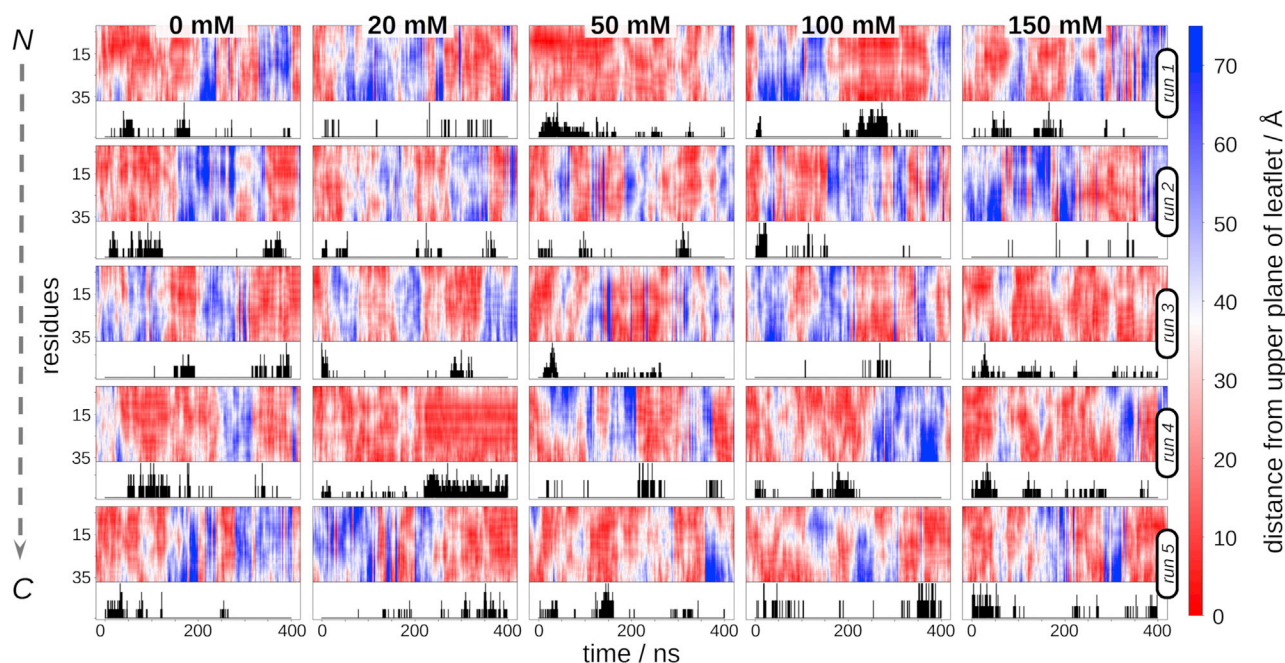 0 mM 20 mM 50 mM 100 mM 150 mM
N
C
residues
15
35
15
35
15
35
15
35
15
35
run 1
run 2
run 3
run 4
run 5
0 200 400 0 200 400 0 200 400 0 200 400 0 200 400
time / ns
70
60
50
40
30
20
10
0
distance from upper plane of leaflet / Å